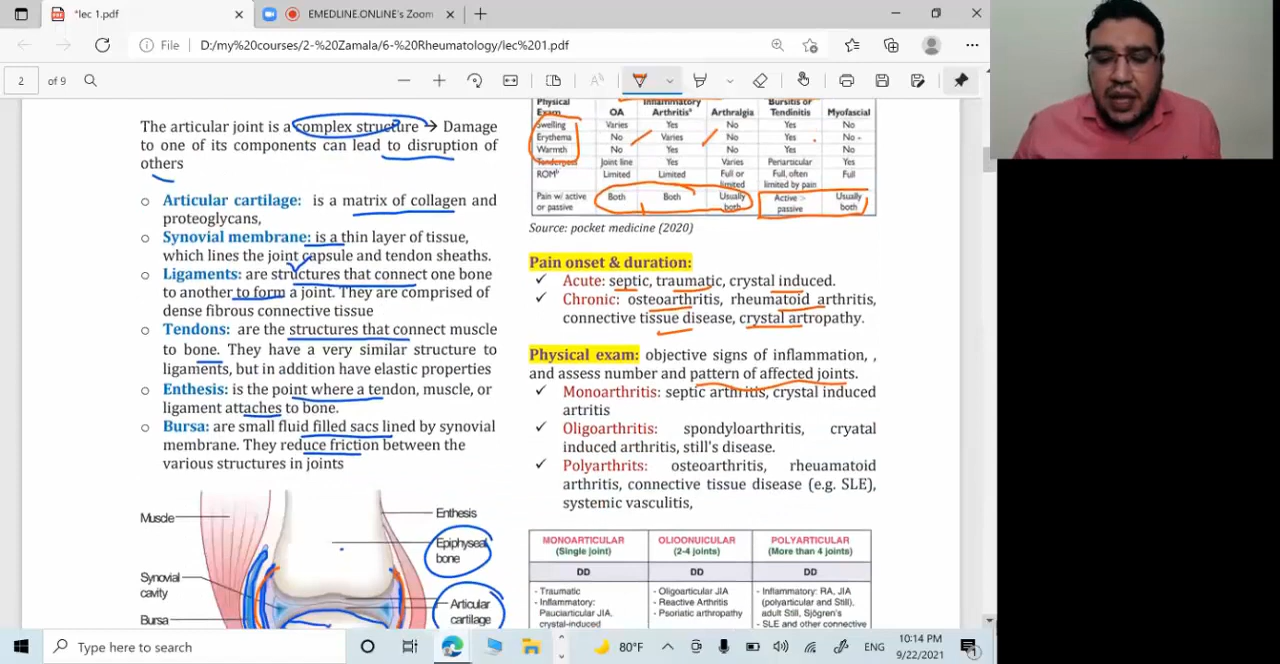 *lec 1.pdf
EMEDLINE.ONLINE's Zoom
File
D:/my%20courses/2-%20Zamala/6-%20Rheumatology/lec%201.pdf
2 of 9
The articular joint is a complex structure → Damage
to one of its components can lead to disruption of
others
o Articular cartilage: is a matrix of collagen and
proteoglycans,
o Synovial membrane: is a thin layer of tissue,
which lines the joint capsule and tendon sheaths.
o Ligaments: are structures that connect one bone
to another to form a joint. They are comprised of
dense fibrous connective tissue
o Tendons: are the structures that connect muscle
to bone. They have a very similar structure to
ligaments, but in addition have elastic properties
o Enthesis: is the point where a tendon, muscle, or
ligament attaches to bone.
o Bursa: are small fluid filled sacs lined by synovial
membrane. They reduce friction between the
various structures in joints
Muscle
Enthesis
Epiphyseal
bone
Synovial
cavity
Articular
cartilage
Bursa
Physical Exam OA Inflammatory Arthritis Arthralgia Bursitis or Tendinitis Myofascial
Swelling Varies Yes No Yes No
Erythema No Varies No Yes No
Warmth No Yes No Yes No
Tenderness Joint line Yes Varies Periarticular Yes
ROM Limited Limited Full or limited Full, often limited by pain Full
Pain w/ active or passive Both Both Usually both Active > passive Usually both
Source: pocket medicine (2020)
Pain onset & duration:
✓ Acute: septic, traumatic, crystal induced.
✓ Chronic: osteoarthritis, rheumatoid arthritis,
connective tissue disease, crystal artropathy.
Physical exam: objective signs of inflammation, ,
and assess number and pattern of affected joints.
✓ Monoarthritis: septic arthritis, crystal induced
artritis
✓ Oligoarthritis: spondyloarthritis, cryatal
induced arthritis, still's disease.
✓ Polyarthrits: osteoarthritis, rheuamatoid
arthritis, connective tissue disease (e.g. SLE),
systemic vasculitis,
MONOARTICULAR OLIOONUICULAR POLYARTICULAR
(Single joint) (2-4 joints) (More than 4 joints)
DD DD DD
- Traumatic
- Inflammatory:
Pauciarticular JIA,
crystal-induced
- Oligoarticular JIA
- Reactive Arthritis
- Psoriatic arthropathy
- Inflammatory: RA, JIA
(polyarticular and Still),
adult Still, Sjögren's
- SLE and other connective
Type here to search
80°F
ENG
10:14 PM
9/22/2021